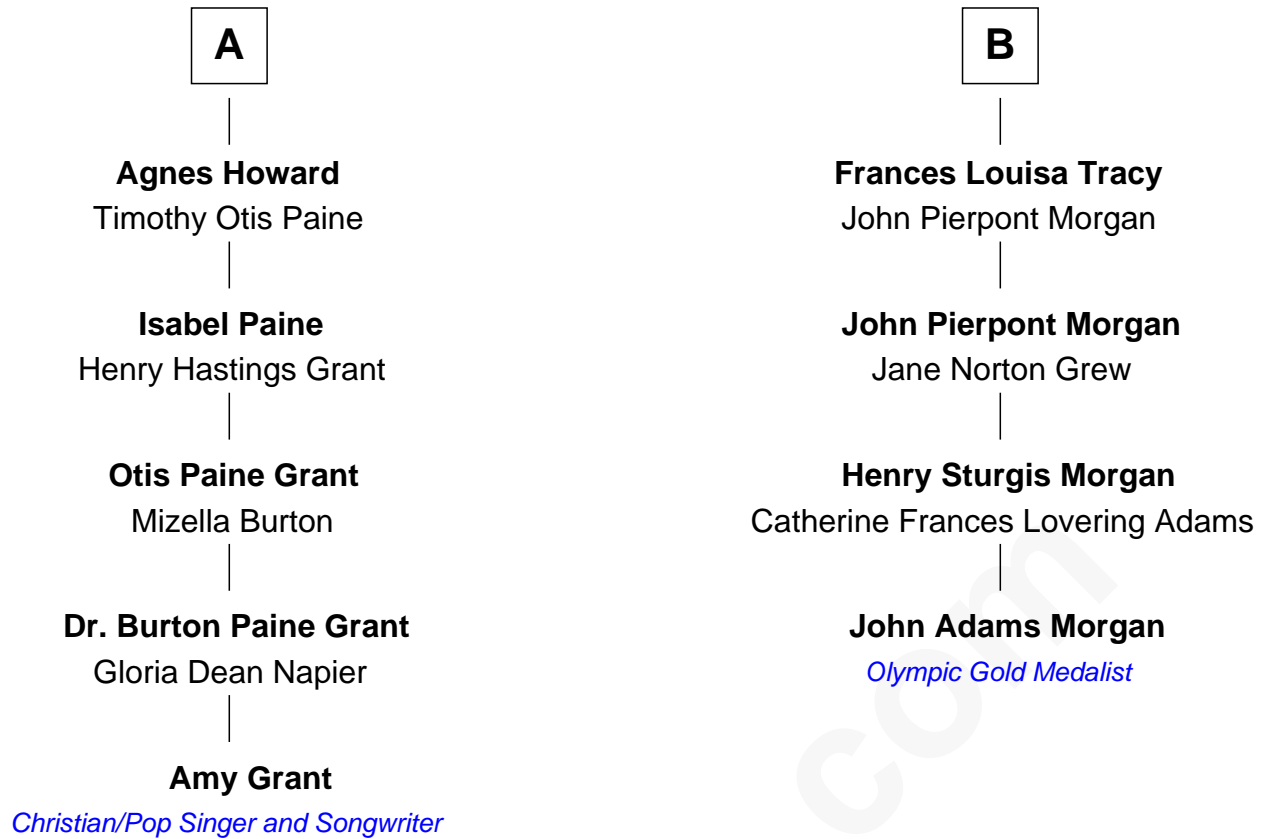 A
Agnes Howard
Timothy Otis Paine
Isabel Paine
Henry Hastings Grant
Otis Paine Grant
Mizella Burton
Dr. Burton Paine Grant
Gloria Dean Napier
Amy Grant
Christian/Pop Singer and Songwriter
B
Frances Louisa Tracy
John Pierpont Morgan
John Pierpont Morgan
Jane Norton Grew
Henry Sturgis Morgan
Catherine Frances Lovering Adams
John Adams Morgan
Olympic Gold Medalist
com